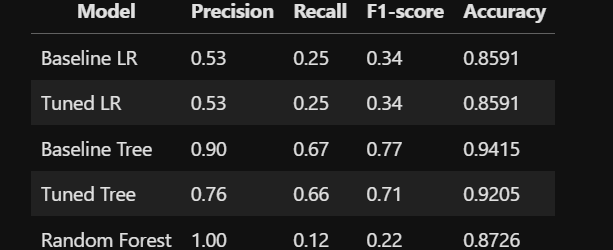 Model Precision Recall F1-score Accuracy
Baseline LR 0.53 0.25 0.34 0.8591
Tuned LR 0.53 0.25 0.34 0.8591
Baseline Tree 0.90 0.67 0.77 0.9415
Tuned Tree 0.76 0.66 0.71 0.9205
Random Forest 1.00 0.12 0.22 0.8726